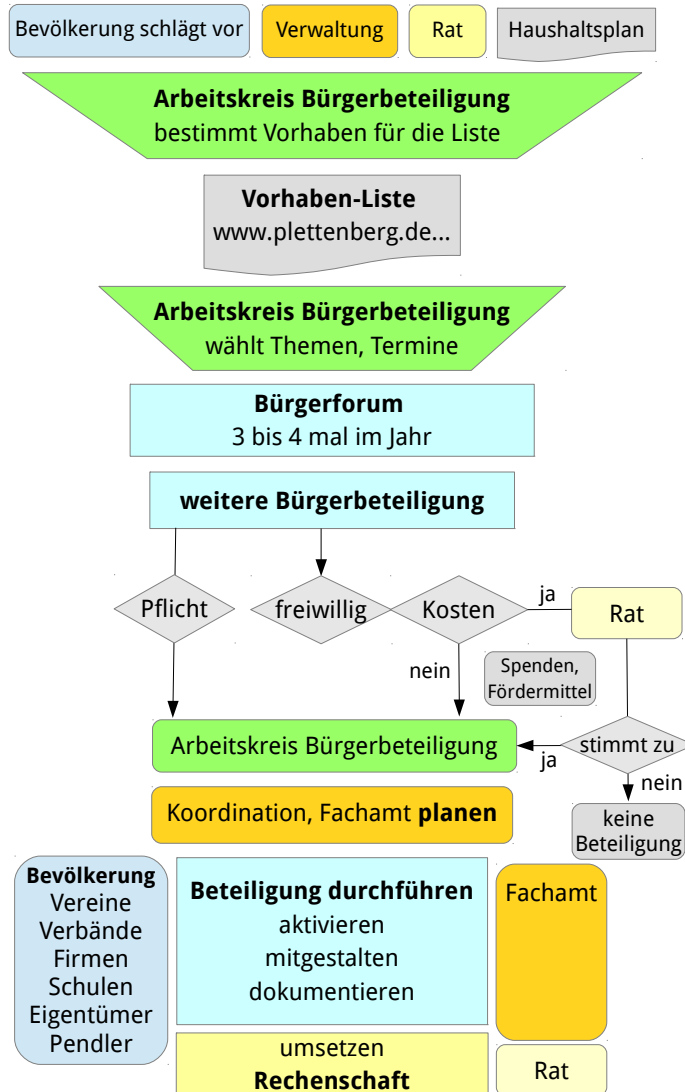 Bevölkerung schlägt vor
Verwaltung
Rat
Haushaltsplan
Arbeitskreis Bürgerbeteiligung
bestimmt Vorhaben für die Liste
Vorhaben-Liste
www.plettenberg.de...
Arbeitskreis Bürgerbeteiligung
wählt Themen, Termine
Bürgerforum
3 bis 4 mal im Jahr
weitere Bürgerbeteiligung
Pflicht
freiwillig
Kosten
ja
Rat
nein
Spenden,
Fördermittel
Arbeitskreis Bürgerbeteiligung
ja
stimmt zu
nein
Koordination, Fachamt planen
keine
Beteiligung
Bevölkerung
Vereine
Verbände
Firmen
Schulen
Eigentümer
Pendler
Beteiligung durchführen
aktivieren
mitgestalten
dokumentieren
Fachamt
umsetzen
Rechenschaft
Rat